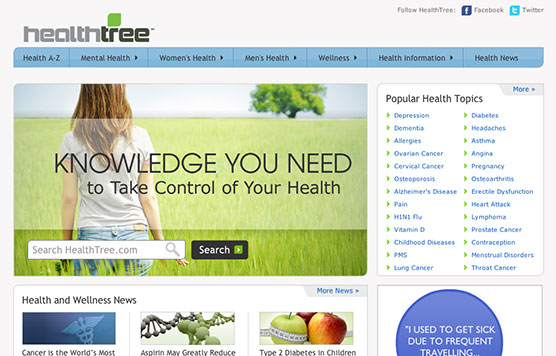 Follow HealthTree: Facebook Twitter
healthtree
Health A-Z Mental Health Women's Health Men's Health Wellness Health Information Health News
KNOWLEDGE YOU NEED
to Take Control of Your Health
Search HealthTree.com Search
More »
Popular Health Topics
Depression Diabetes
Dementia Headaches
Allergies Asthma
Ovarian Cancer Angina
Cervical Cancer Pregnancy
Osteoporosis Osteoarthritis
Alzheimer's Disease Erectile Dysfunction
Pain Heart Attack
H1N1 Flu Lymphoma
Vitamin D Prostate Cancer
Childhood Diseases Contraception
PMS Menstrual Disorders
Lung Cancer Throat Cancer
More News »
Health and Wellness News
Cancer is the World's Most Aspirin May Greatly Reduce Type 2 Diabetes in Children
"I USED TO GET SICK
DUE TO FREQUENT
TRAVELLING...